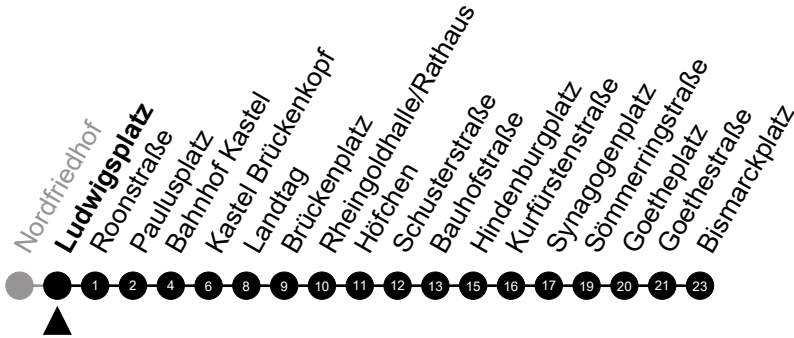 Nordfriedhof
Ludwigsplatz
Roonstraße
Paulusplatz
Bahnhof Kastel
Kastel Brückenkopf
Landtag
Brückenplatz
Rheingoldhalle/Rathaus
Höfchen
Schusterstraße
Bauhofstraße
Hindenburgplatz
Kurfürstenstraße
Synagogenplatz
Sömmerringstraße
Goetheplatz
Goethestraße
Bismarckplatz
1 2 4 6 8 9 10 11 12 13 15 16 17 19 20 21 23